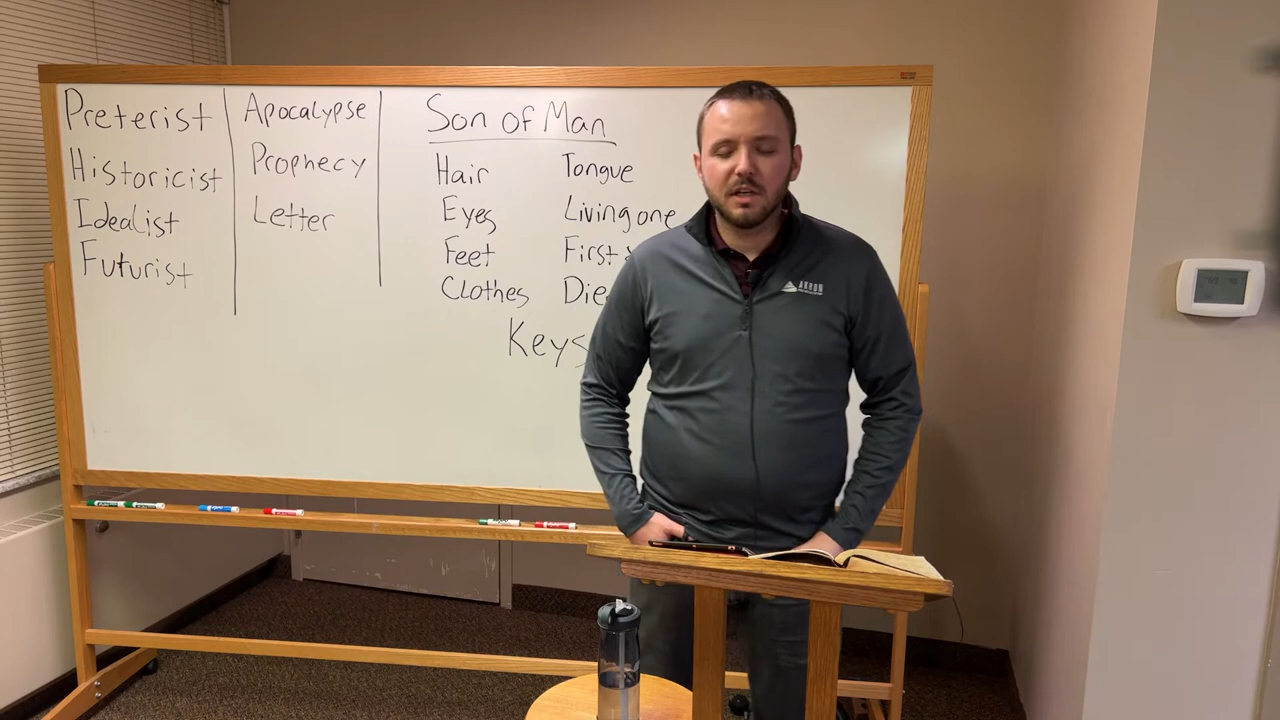 Preterist
Historicist
Idealist
Futurist
Apocalypse
Prophecy
Letter
Son of Man
Hair
Eyes
Feet
Clothes
Tongue
Living one
First
Keys
AKRON